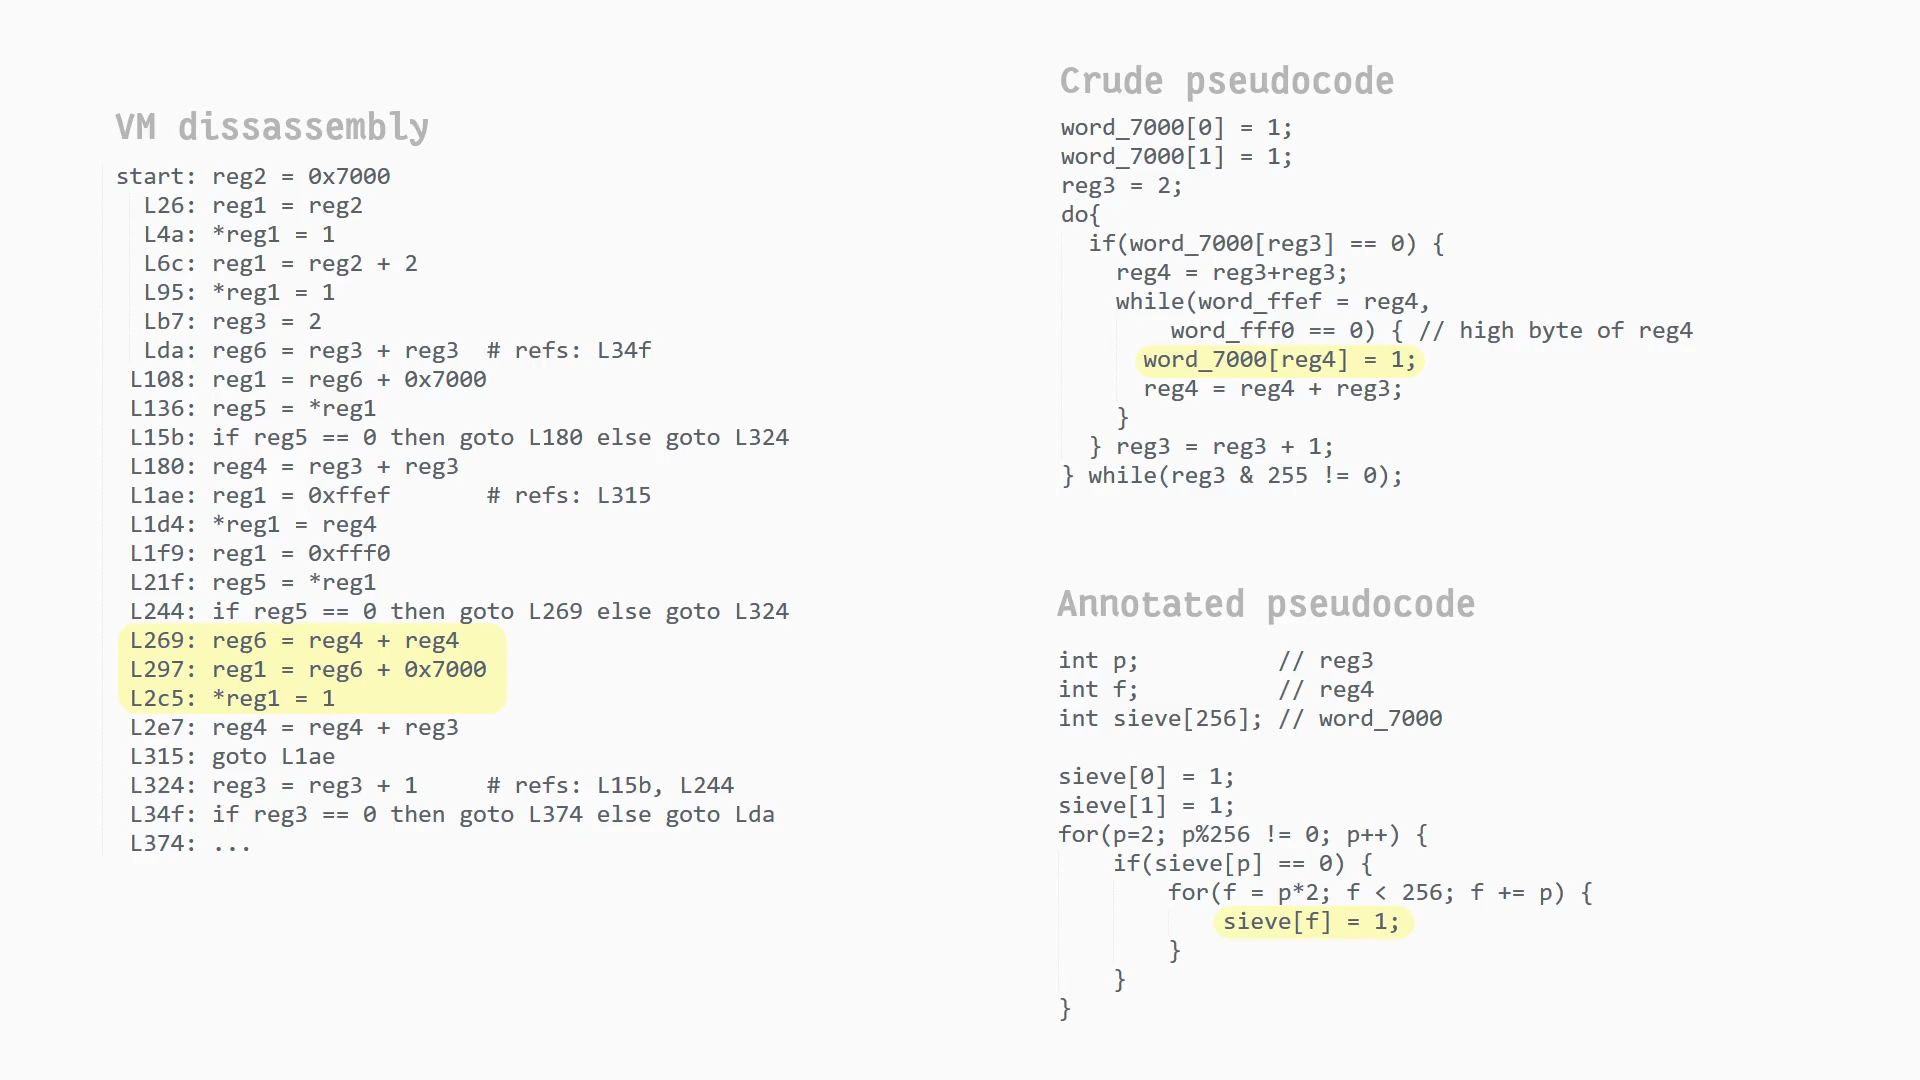 VM dissassembly
start: reg2 = 0x7000
L26: reg1 = reg2
L4a: *reg1 = 1
L6c: reg1 = reg2 + 2
L95: *reg1 = 1
Lb7: reg3 = 2
Lda: reg6 = reg3 + reg3  # refs: L34f
L108: reg1 = reg6 + 0x7000
L136: reg5 = *reg1
L15b: if reg5 == 0 then goto L180 else goto L324
L180: reg4 = reg3 + reg3
L1ae: reg1 = 0xffef       # refs: L315
L1d4: *reg1 = reg4
L1f9: reg1 = 0xfff0
L21f: reg5 = *reg1
L244: if reg5 == 0 then goto L269 else goto L324
L269: reg6 = reg4 + reg4
L297: reg1 = reg6 + 0x7000
L2c5: *reg1 = 1
L2e7: reg4 = reg4 + reg3
L315: goto L1ae
L324: reg3 = reg3 + 1     # refs: L15b, L244
L34f: if reg3 == 0 then goto L374 else goto Lda
L374: ...
Crude pseudocode
word_7000[0] = 1;
word_7000[1] = 1;
reg3 = 2;
do{
if(word_7000[reg3] == 0) {
reg4 = reg3+reg3;
while(word_ffef = reg4,
word_fff0 == 0) { // high byte of reg4
word_7000[reg4] = 1;
reg4 = reg4 + reg3;
}
} reg3 = reg3 + 1;
} while(reg3 & 255 != 0);
Annotated pseudocode
int p;          // reg3
int f;          // reg4
int sieve[256]; // word_7000
sieve[0] = 1;
sieve[1] = 1;
for(p=2; p%256 != 0; p++) {
if(sieve[p] == 0) {
for(f = p*2; f < 256; f += p) {
sieve[f] = 1;
}
}
}